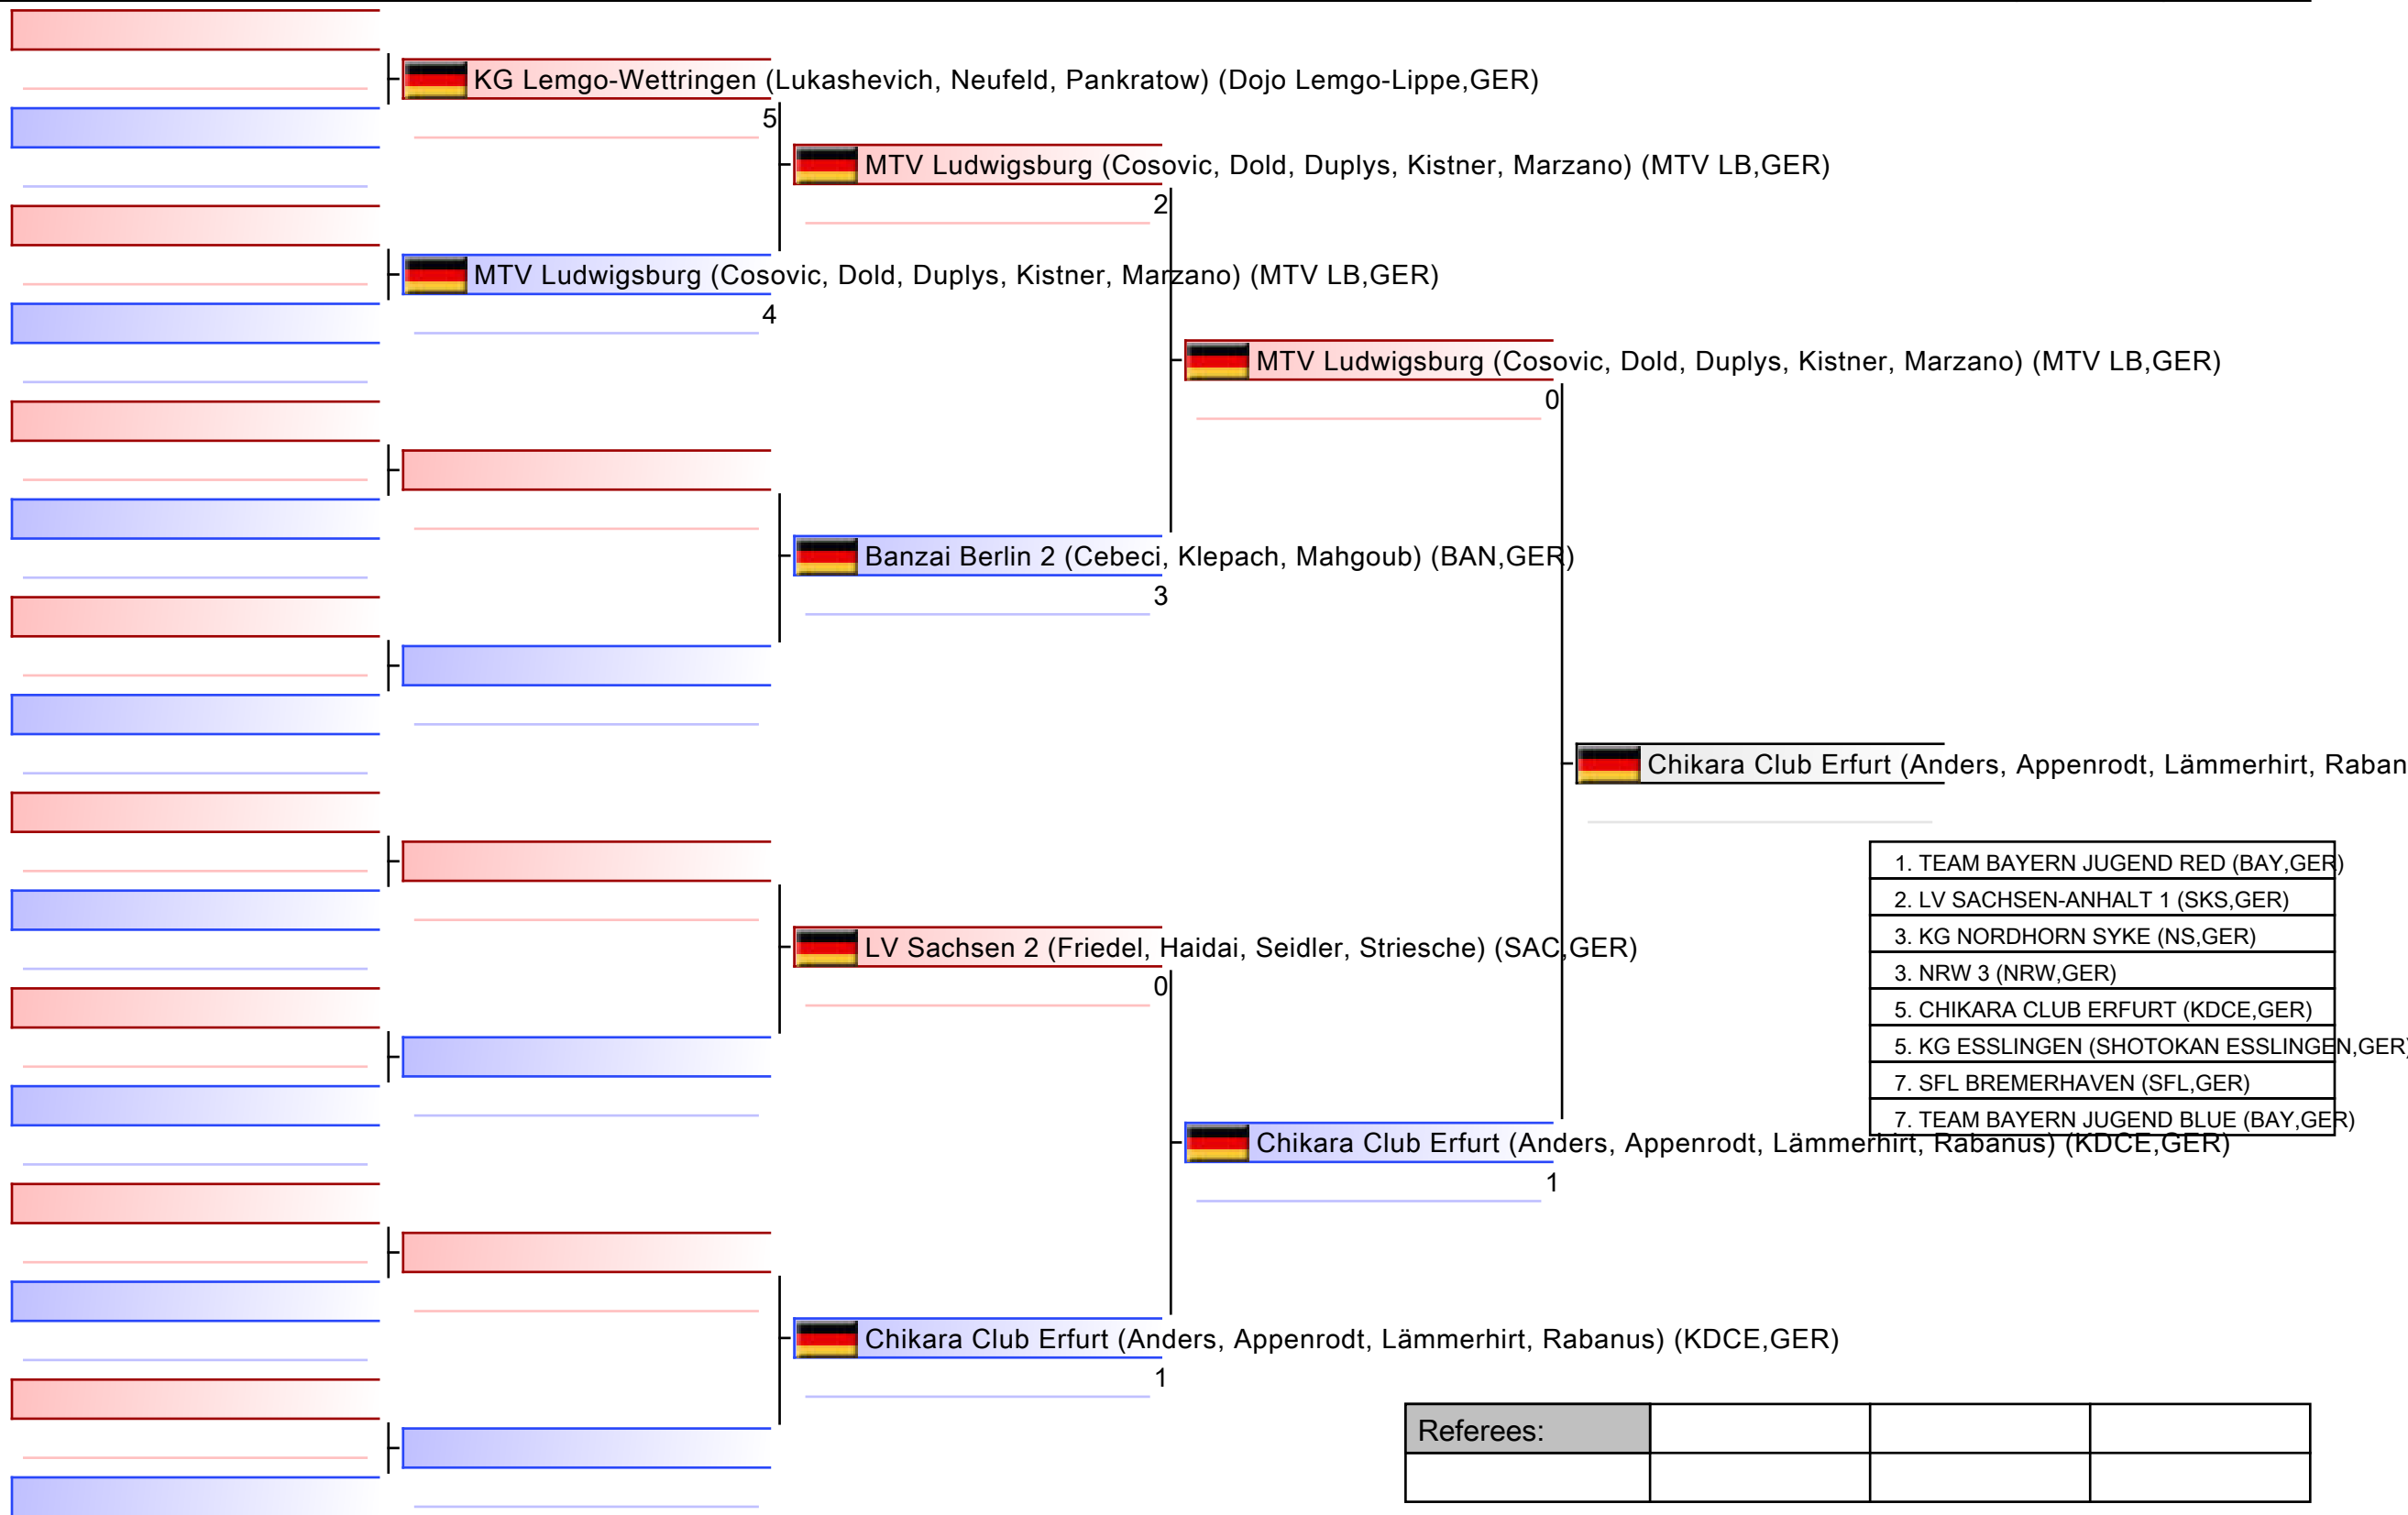 KG Lemgo-Wettringen (Lukashevich, Neufeld, Pankratow) (Dojo Lemgo-Lippe,GER)
5
MTV Ludwigsburg (Cosovic, Dold, Duplys, Kistner, Marzano) (MTV LB,GER)
2
MTV Ludwigsburg (Cosovic, Dold, Duplys, Kistner, Marzano) (MTV LB,GER)
4
MTV Ludwigsburg (Cosovic, Dold, Duplys, Kistner, Marzano) (MTV LB,GER)
0
Banzai Berlin 2 (Cebeci, Klepach, Mahgoub) (BAN,GER)
3
Chikara Club Erfurt (Anders, Appenrodt, Lämmerhirt, Raban
1. TEAM BAYERN JUGEND RED (BAY,GER)
2. LV SACHSEN-ANHALT 1 (SKS,GER)
3. KG NORDHORN SYKE (NS,GER)
3. NRW 3 (NRW,GER)
5. CHIKARA CLUB ERFURT (KDCE,GER)
5. KG ESSLINGEN (SHOTOKAN ESSLINGEN,GER)
7. SFL BREMERHAVEN (SFL,GER)
7. TEAM BAYERN JUGEND BLUE (BAY,GER)
LV Sachsen 2 (Friedel, Haidai, Seidler, Striesche) (SAC,GER)
0
Chikara Club Erfurt (Anders, Appenrodt, Lämmerhirt, Rabanus) (KDCE,GER)
1
Chikara Club Erfurt (Anders, Appenrodt, Lämmerhirt, Rabanus) (KDCE,GER)
1
Referees: